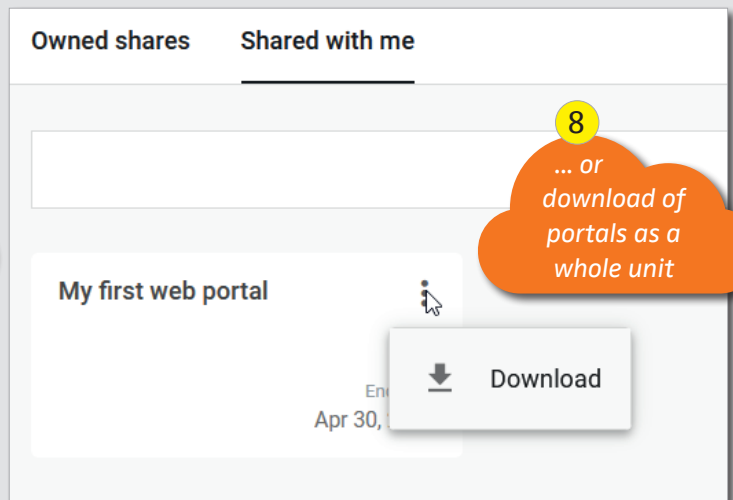 Owned shares Shared with me
8
... or
download of
portals as a
whole unit
My first web portal
Download
Apr 30,